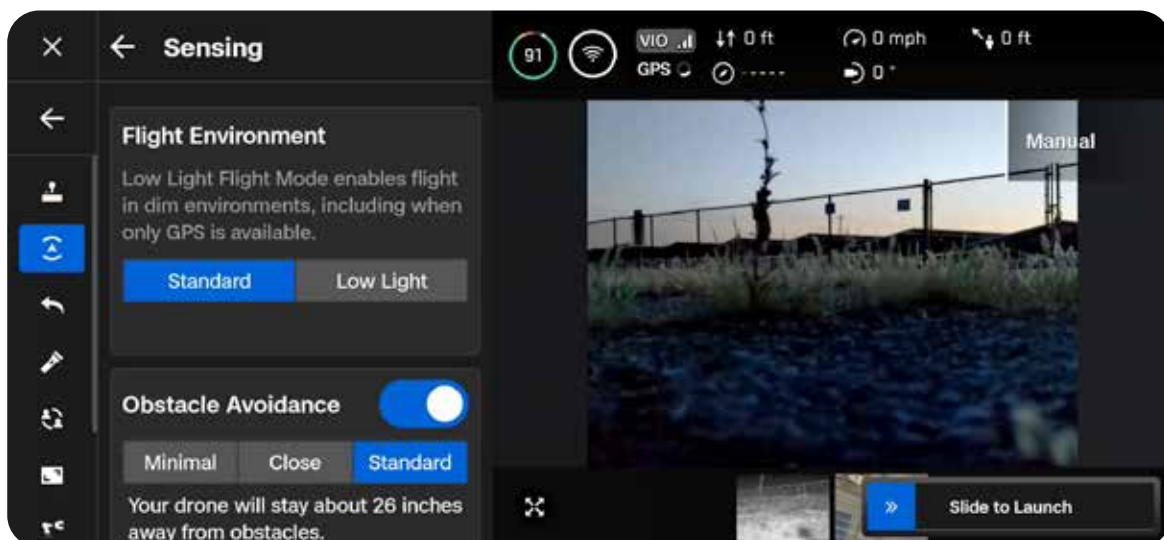 Sensing
Flight Environment
Low Light Flight Mode enables flight
in dim environments, including when
only GPS is available.
Standard
Low Light
Obstacle Avoidance
Minimal
Close
Standard
Your drone will stay about 26 inches
away from obstacles.
91
VIO
0 ft
0 mph
0 ft
GPS
-----
0 °
Manual
Slide to Launch